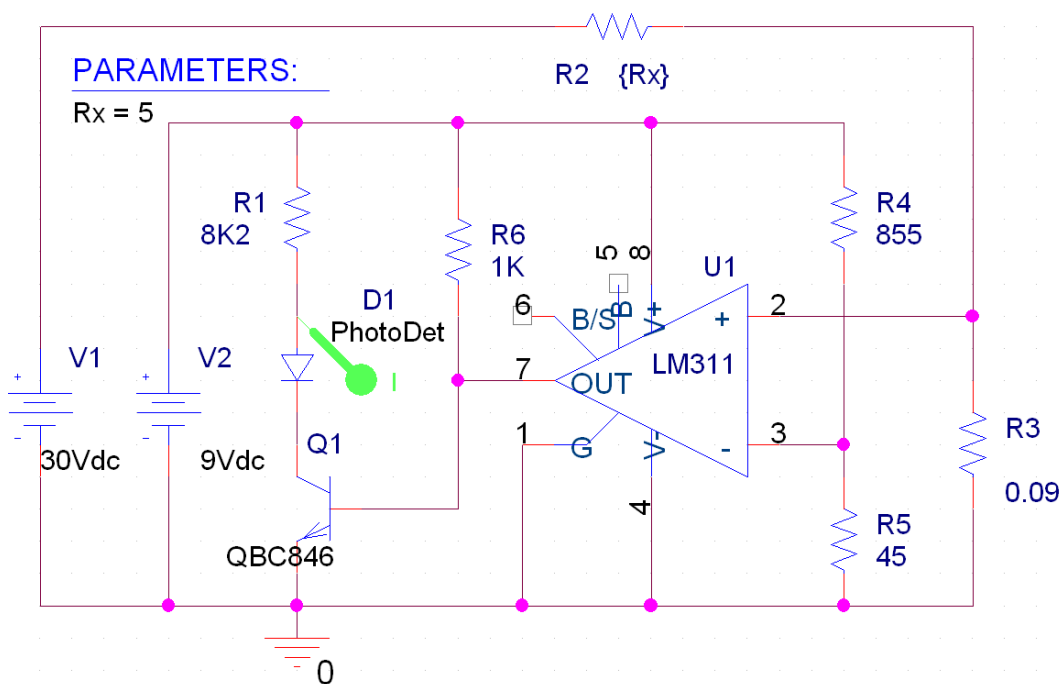 PARAMETERS:
Rx = 5
R2 {Rx}
R1
8K2
R6
1K
R4
855
5
8
U1
D1
PhotoDet
6
B/S
B
V+
+
2
LM311
V1
V2
+
+
I
7
OUT
-
-
30Vdc
9Vdc
Q1
1
G
V-
-
3
R3
0.09
4
R5
45
QBC846
0